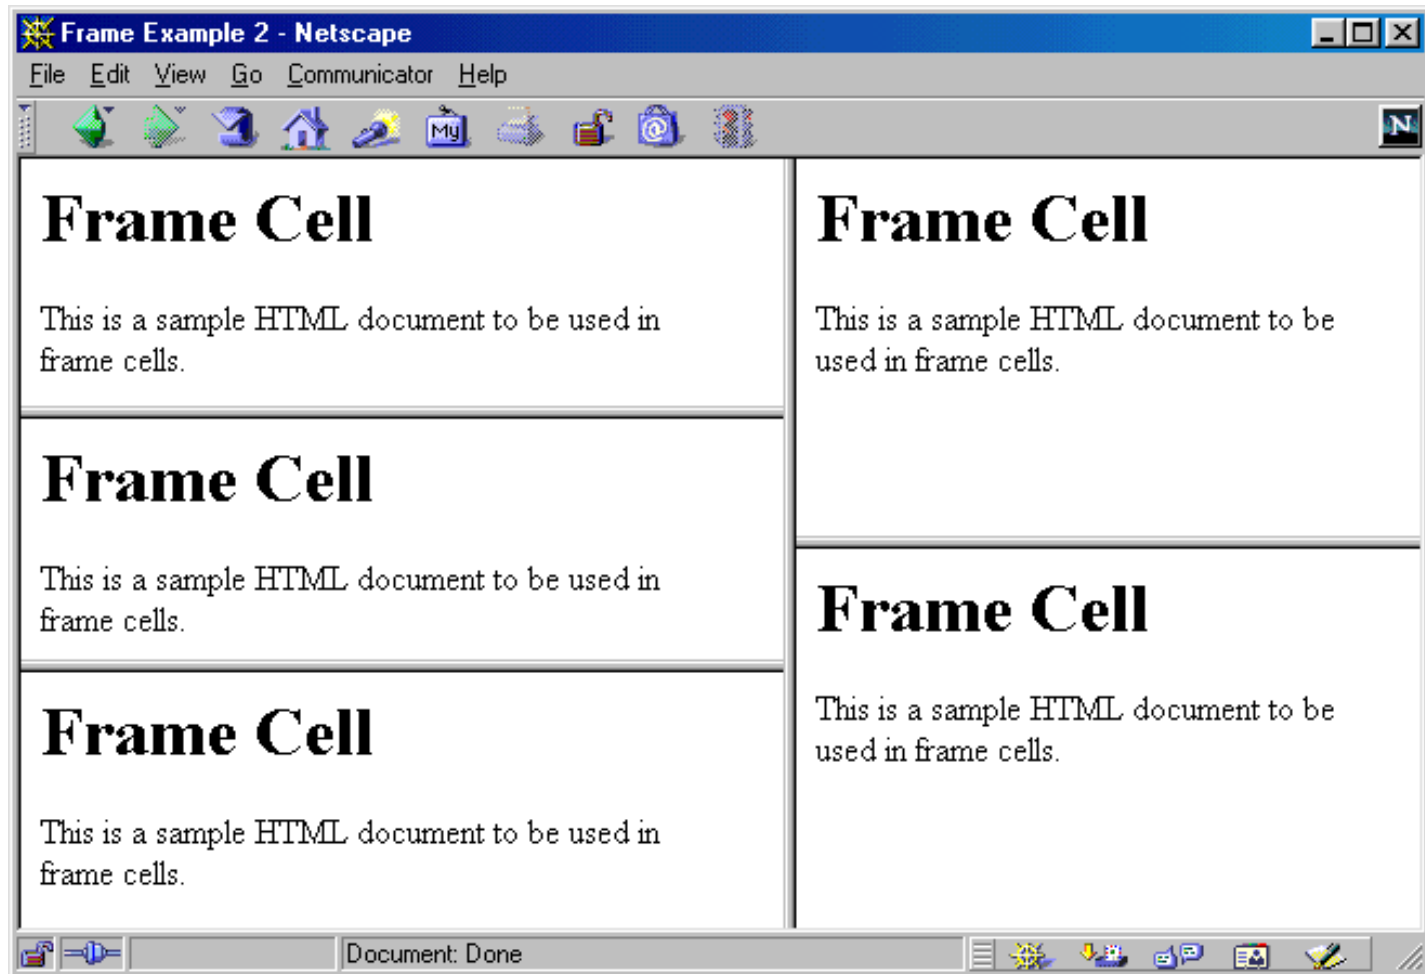 Frame Example 2 - Netscape
File Edit View Go Communicator Help
My
N
Frame Cell
This is a sample HTML document to be used in
frame cells.
Frame Cell
This is a sample HTML document to be used in
frame cells.
Frame Cell
This is a sample HTML document to be used in
frame cells.
Frame Cell
This is a sample HTML document to be
used in frame cells.
Frame Cell
This is a sample HTML document to be
used in frame cells.
Document: Done